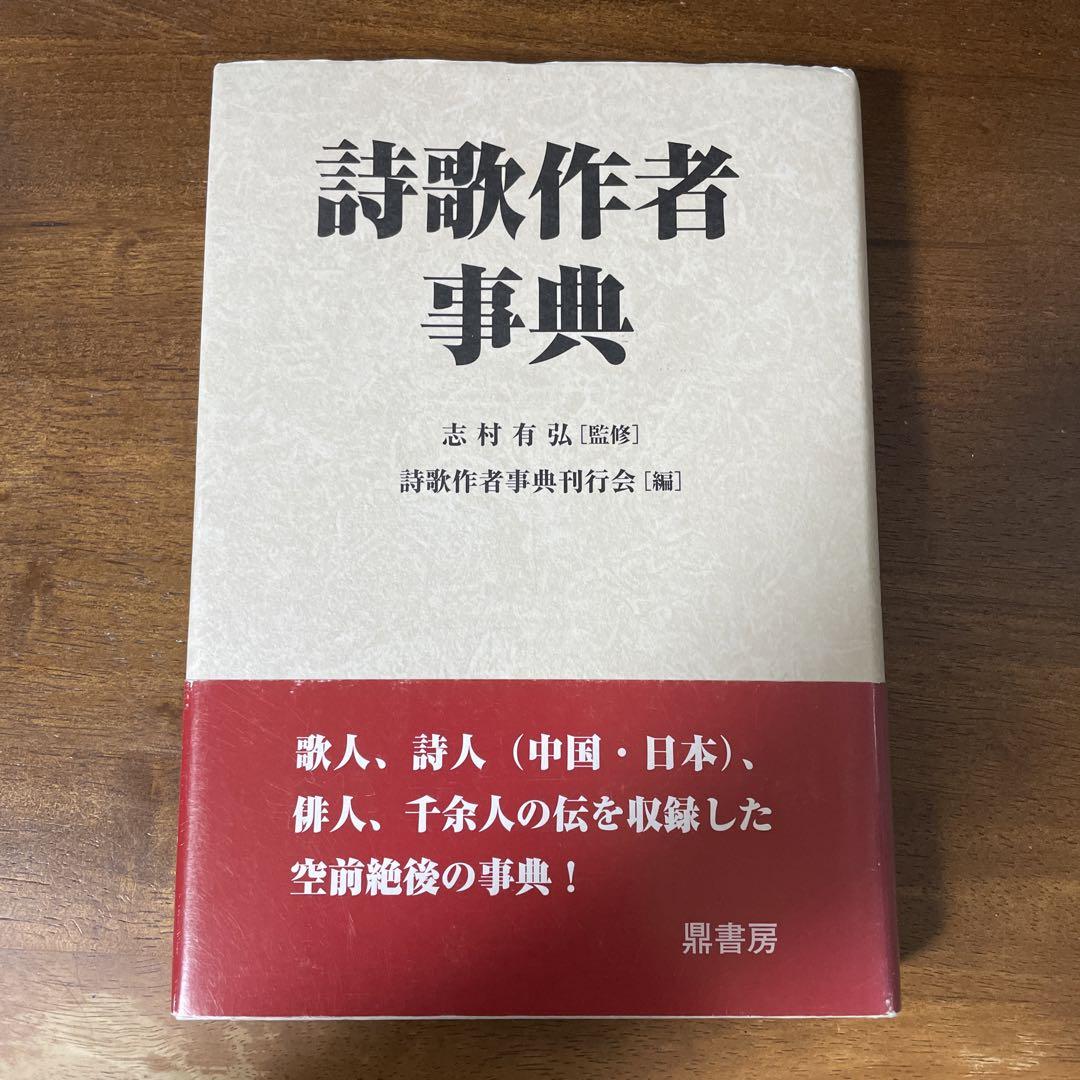 詩歌作者
事典
志村有弘[監修]
詩歌作者事典刊行会[編]
歌人、詩人(中国・日本)、
俳人、千余人の伝を収録した
空前絶後の事典!
鼎書房